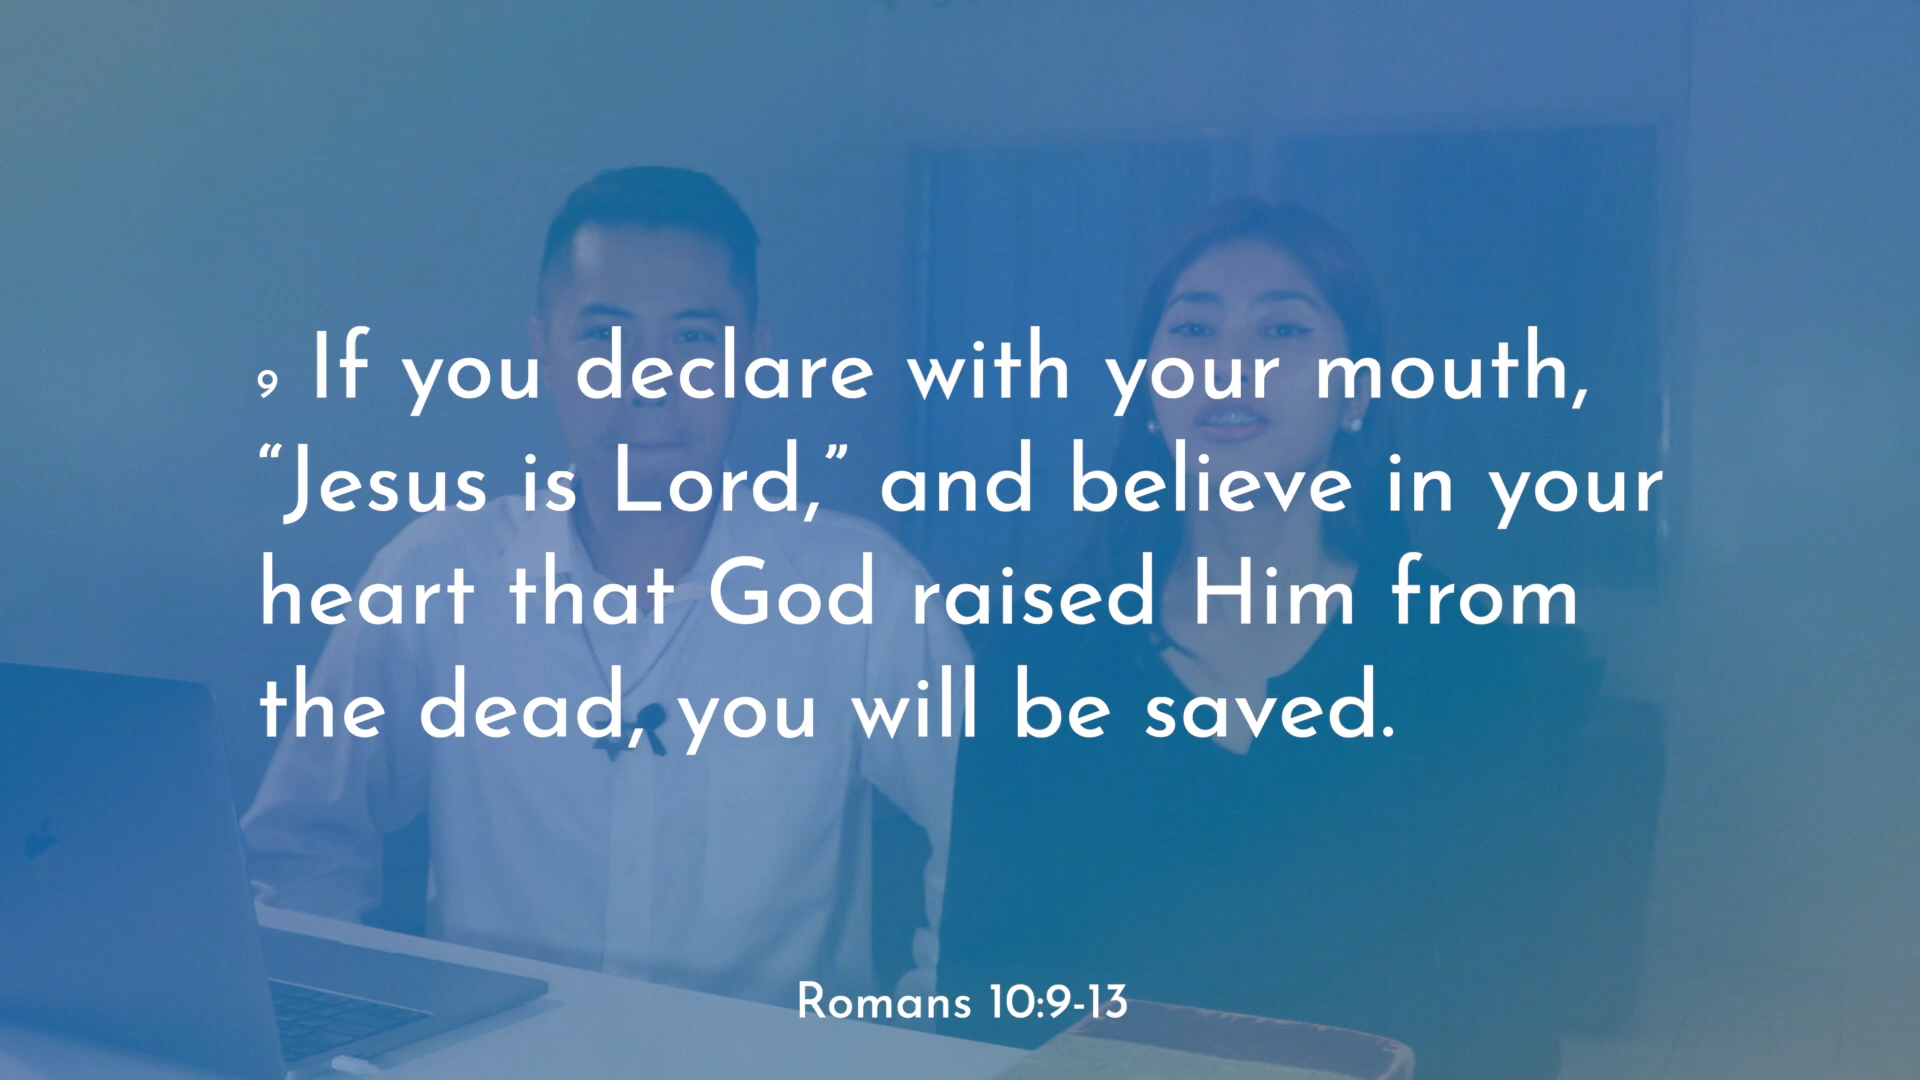 9 If you declare with your mouth,
“Jesus is Lord,” and believe in your
heart that God raised Him from
the dead, you will be saved.
Romans 10:9-13